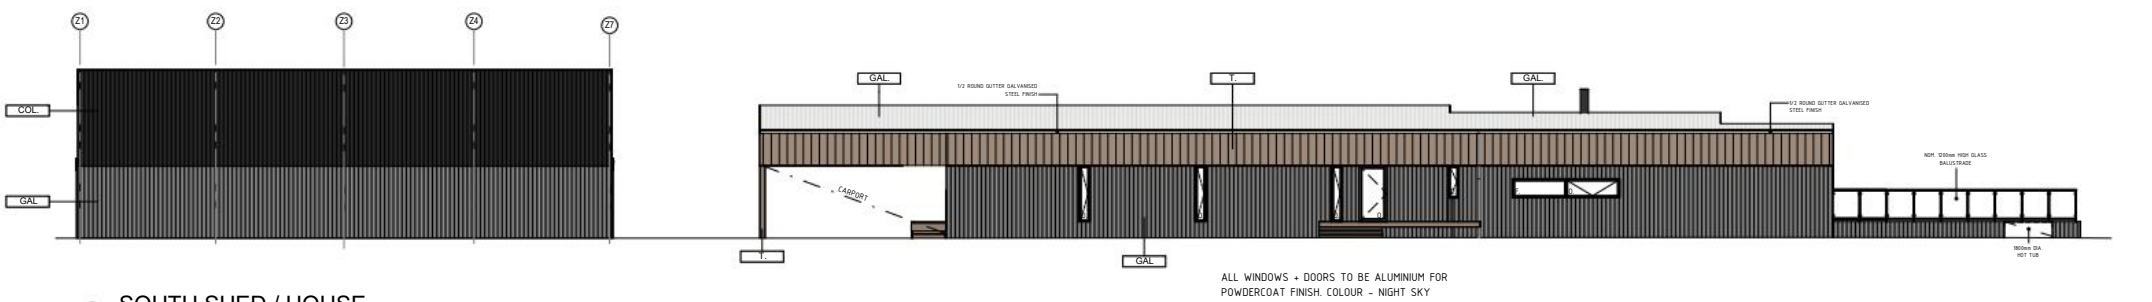 Z1
Z2
Z3
Z4
Z7
COL.
GAL
GAL.
T.
GAL.
1/2 ROUND GUTTER GALVANISED
STEEL FINISH
1/2 ROUND GUTTER GALVANISED
STEEL FINISH
CARPORT
NOM. 1200mm HIGH GLASS
BALUSTRADE
T.
GAL
1800mm DIA.
HOT TUB
ALL WINDOWS + DOORS TO BE ALUMINIUM FOR
POWDERCOAT FINISH. COLOUR - NIGHT SKY
SOUTH SHED / HOUSE